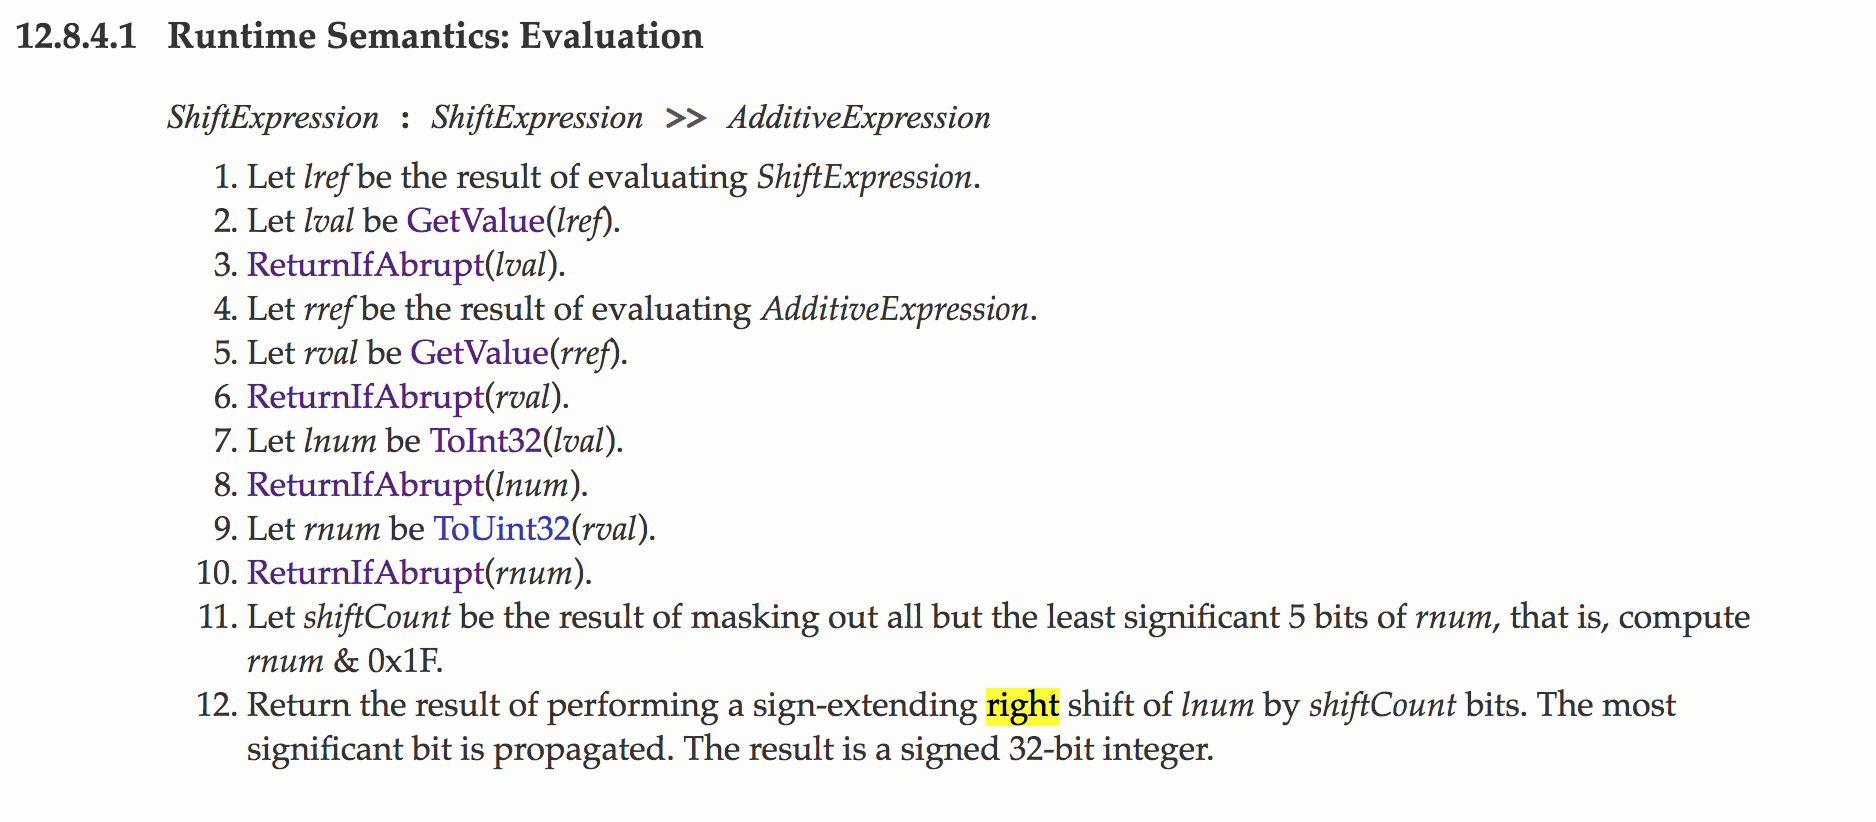 12.8.4.1 Runtime Semantics: Evaluation
ShiftExpression : ShiftExpression >> AdditiveExpression
1. Let lref be the result of evaluating ShiftExpression.
2. Let lval be GetValue(lref).
3. ReturnIfAbrupt(lval).
4. Let rref be the result of evaluating AdditiveExpression.
5. Let rval be GetValue(rref).
6. ReturnIfAbrupt(rval).
7. Let lnum be ToInt32(lval).
8. ReturnIfAbrupt(lnum).
9. Let rnum be ToUint32(rval).
10. ReturnIfAbrupt(rnum).
11. Let shiftCount be the result of masking out all but the least significant 5 bits of rnum, that is, compute
rnum & 0x1F.
12. Return the result of performing a sign-extending right shift of lnum by shiftCount bits. The most
significant bit is propagated. The result is a signed 32-bit integer.